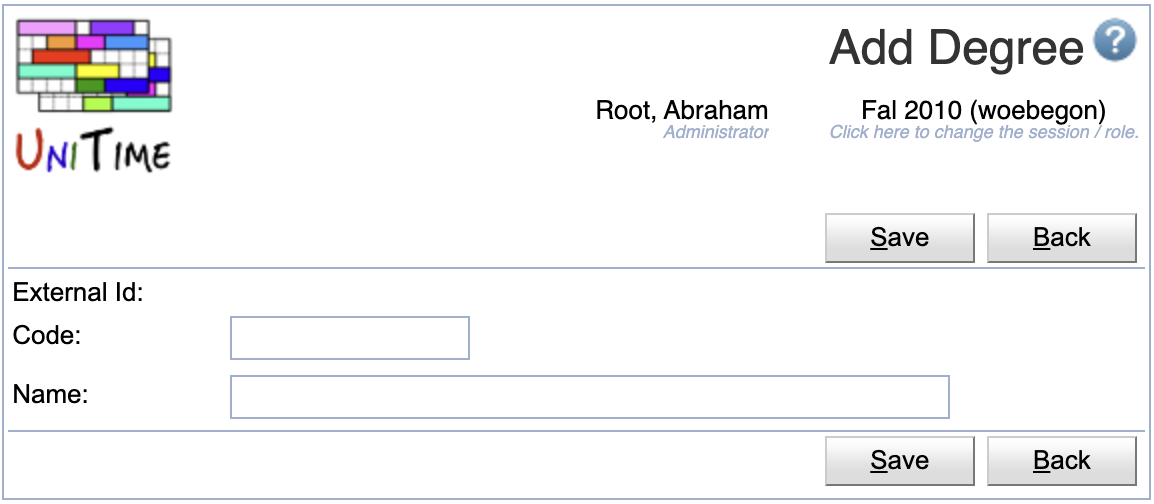 Add Degree ?
Root, Abraham
Administrator
Fal 2010 (woebegon)
Click here to change the session / role.
UNITIME
Save Back
External Id:
Code:
Name:
Save Back